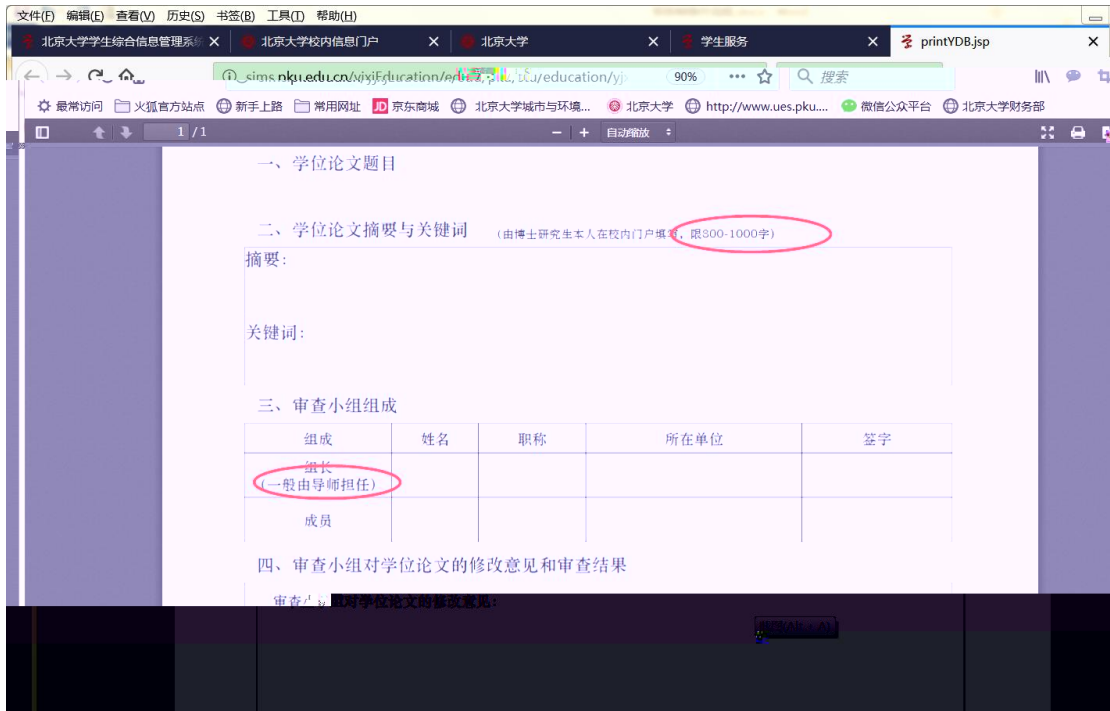 文件(F) 编辑(E) 查看(V) 历史(S) 书签(B) 工具(T) 帮助(H)
北京大学学生综合信息管理系统 北京大学校内信息门户 北京大学 学生服务 printYDB.jsp
90% 搜索
最常访问 火狐官方站点 新手上路 常用网址 JD 京东商城 北京大学城市与环境... 北京大学 http://www.ues.pku.... 微信公众平台 北京大学财务部
1 / 1 自动缩放
一、学位论文题目
二、学位论文摘要与关键词 (由博士研究生本人在校内门户填写，限800-1000字)
摘要：
关键词：
三、审查小组组成
组成 姓名 职称 所在单位 签字
组长
(一般由导师担任)
成员
四、审查小组对学位论文的修改意见和审查结果
审查小组对学位论文的修改意见：